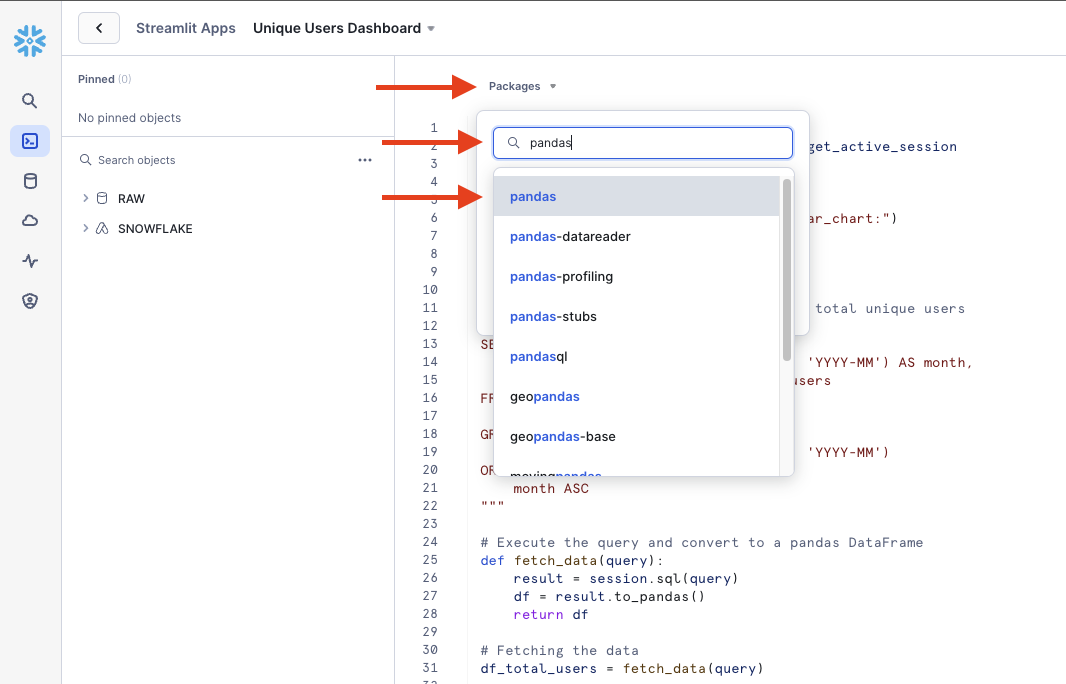 Streamlit Apps Unique Users Dashboard
Pinned (0)
No pinned objects
Search objects
RAW
SNOWFLAKE
Packages
pandas
pandas
pandas-datareader
pandas-profiling
pandas-stubs
pandasql
geopandas
geopandas-base
movingpandas
1
2
get_active_session
3
4
5
6
ar_chart:")
7
8
9
10
11
total unique users
12
13 SE
14 'YYYY-MM') AS month,
15 users
16
17
18
19 'YYYY-MM')
20
21 month ASC
22 """
23
24 # Execute the query and convert to a pandas DataFrame
25 def fetch_data(query):
26 result = session.sql(query)
27 df = result.to_pandas()
28 return df
29
30 # Fetching the data
31 df_total_users = fetch_data(query)